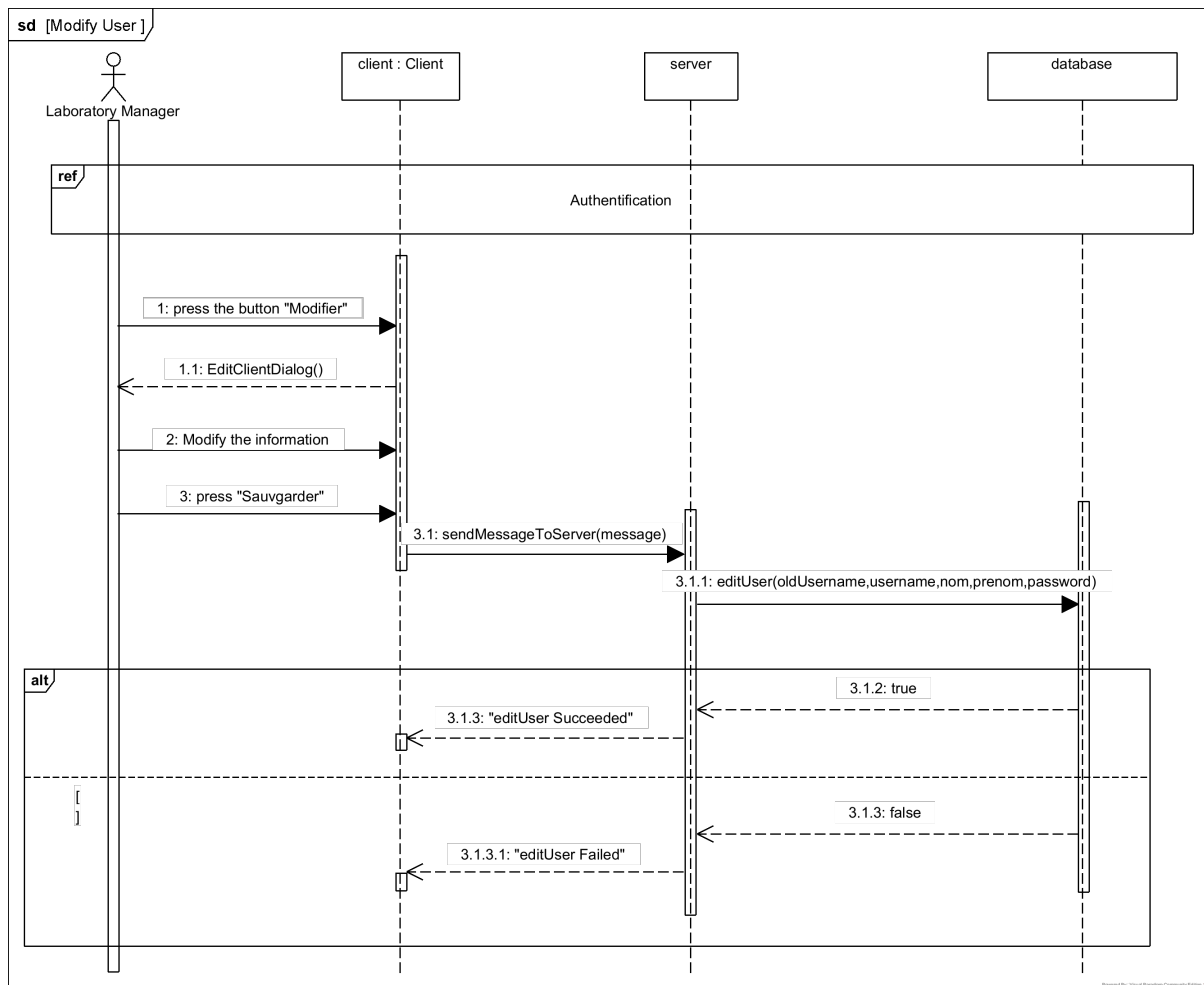 sd [Modify User ]
Laboratory Manager
client : Client
server
database
ref
Authentification
1: press the button "Modifier"
1.1: EditClientDialog()
2: Modify the information
3: press "Sauvgarder"
3.1: sendMessageToServer(message)
3.1.1: editUser(oldUsername,username,nom,prenom,password)
alt
3.1.2: true
3.1.3: "editUser Succeeded"
[
]
3.1.3: false
3.1.3.1: "editUser Failed"